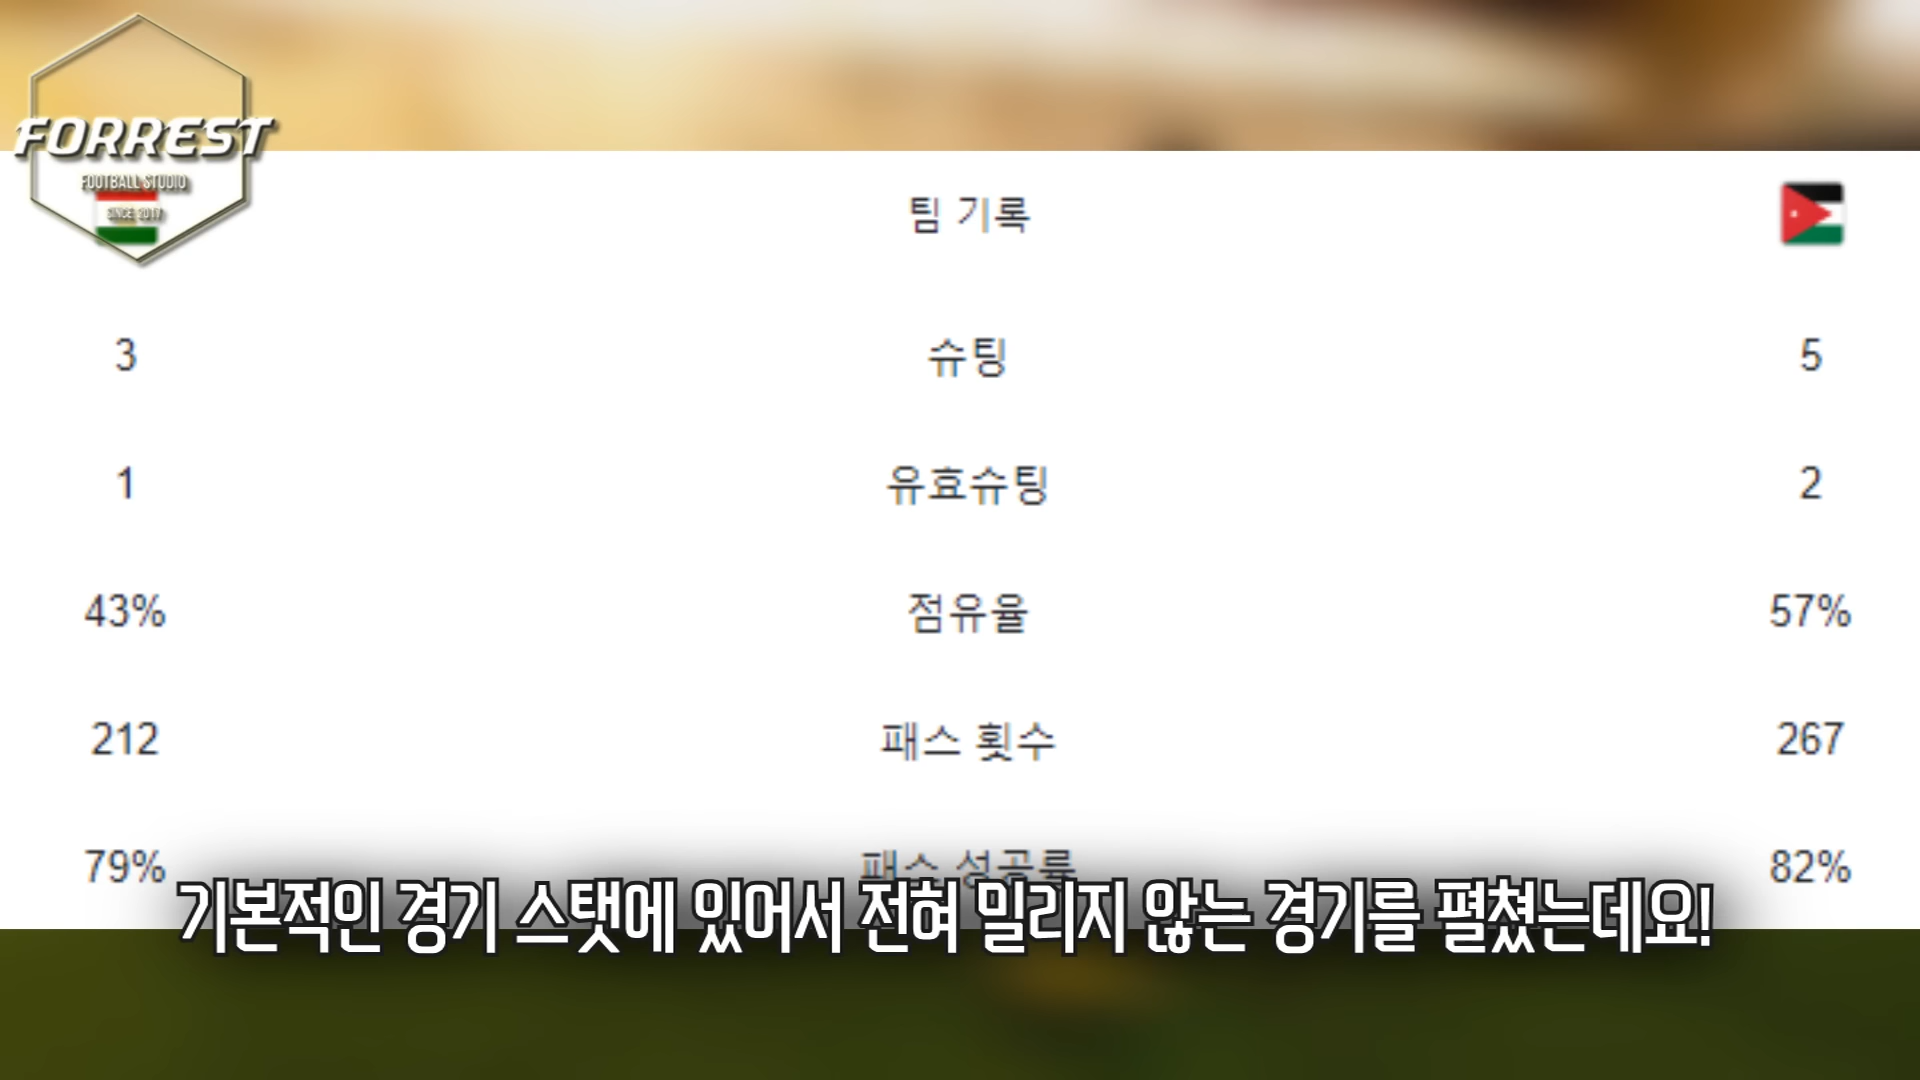 FORREST
FOOTBALL STUDIO
SINCE 2017
팀 기록
3 슈팅 5
1 유효슈팅 2
43% 점유율 57%
212 패스 횟수 267
79% 패스 성공률 82%
기본적인 경기 스탯에 있어서 전혀 밀리지 않는 경기를 펼쳤는데요!